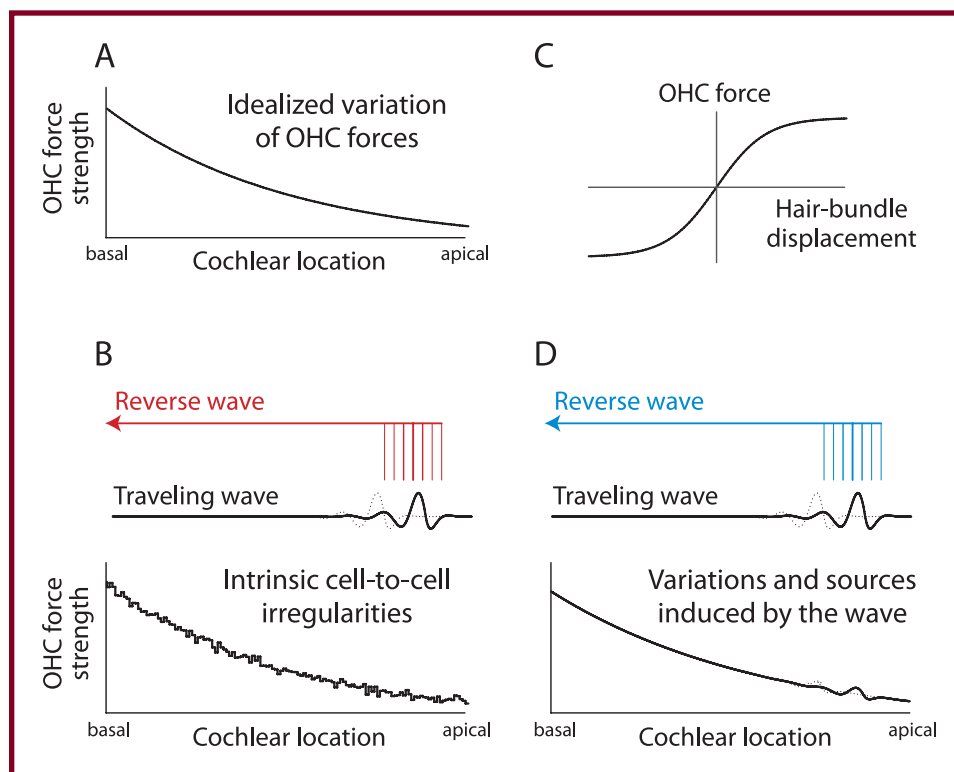 A
OHC force
strength
Idealized variation
of OHC forces
basal
Cochlear location
apical
C
OHC force
Hair-bundle
displacement
B
Reverse wave
Traveling wave
OHC force
strength
Intrinsic cell-to-cell
irregularities
basal
Cochlear location
apical
D
Reverse wave
Traveling wave
Variations and sources
induced by the wave
basal
Cochlear location
apical